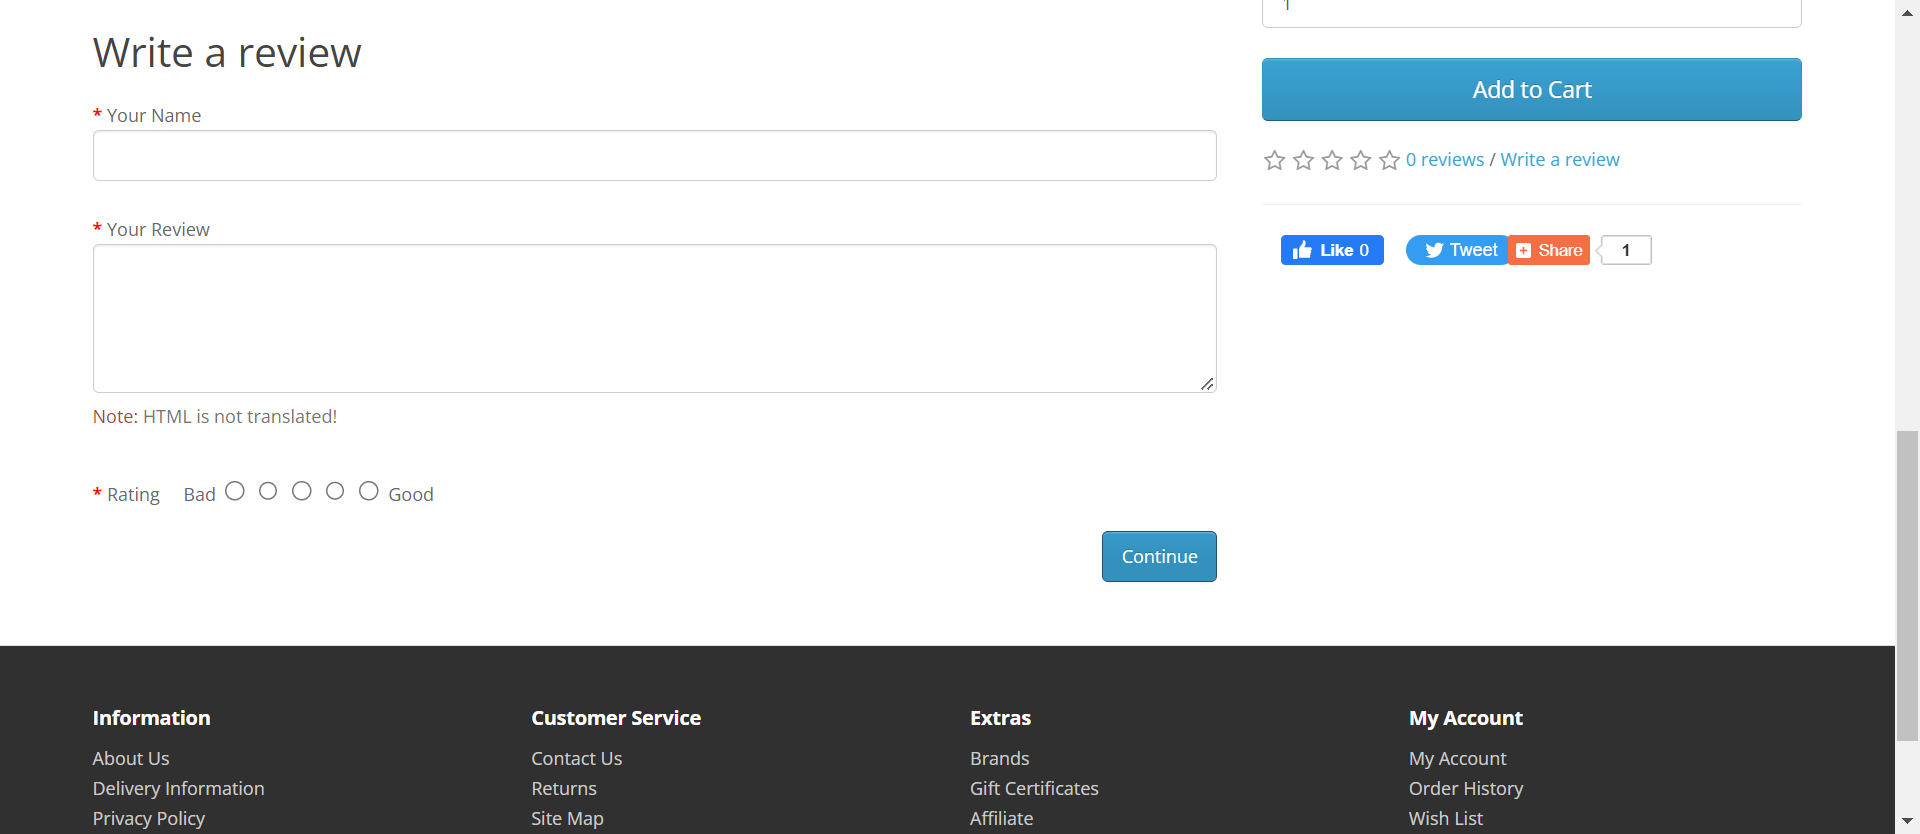 1
Write a review
Add to Cart
* Your Name
0 reviews / Write a review
* Your Review
Like 0
Tweet
Share
1
Note: HTML is not translated!
* Rating Bad Good
Continue
Information
About Us
Delivery Information
Privacy Policy
Customer Service
Contact Us
Returns
Site Map
Extras
Brands
Gift Certificates
Affiliate
My Account
My Account
Order History
Wish List